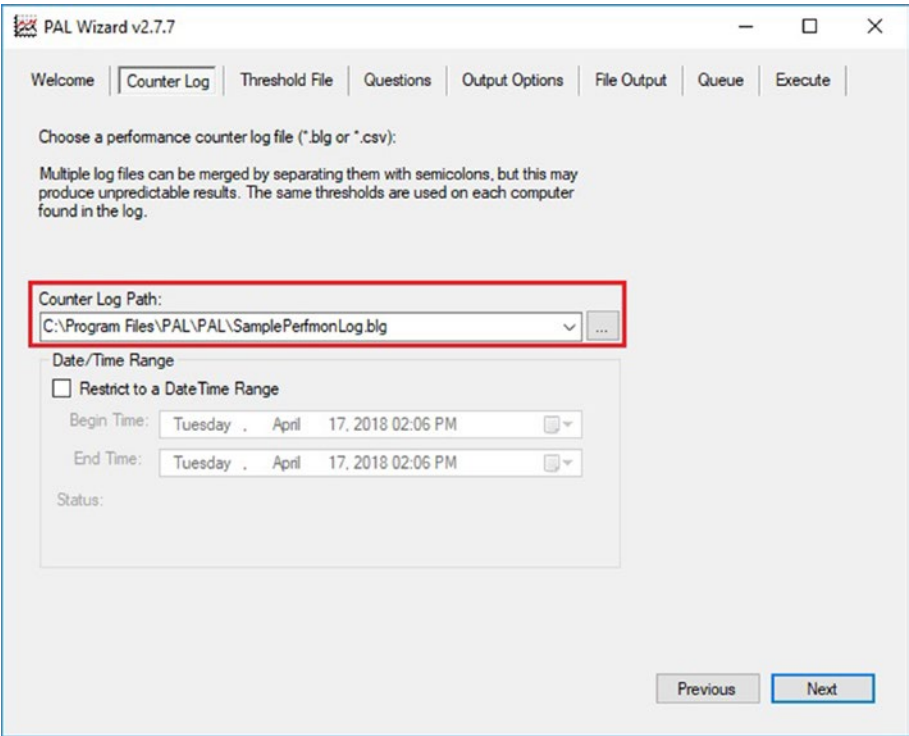 PAL Wizard v2.7.7
Welcome Counter Log Threshold File Questions Output Options File Output Queue Execute
Choose a performance counter log file (*.blg or *.csv):
Multiple log files can be merged by separating them with semicolons, but this may
produce unpredictable results. The same thresholds are used on each computer
found in the log.
Counter Log Path:
C:\Program Files\PAL\PAL\SamplePerfmonLog.blg
...
Date/Time Range
Restrict to a DateTime Range
Begin Time: Tuesday , April 17, 2018 02:06 PM
End Time: Tuesday , April 17, 2018 02:06 PM
Status:
Previous Next